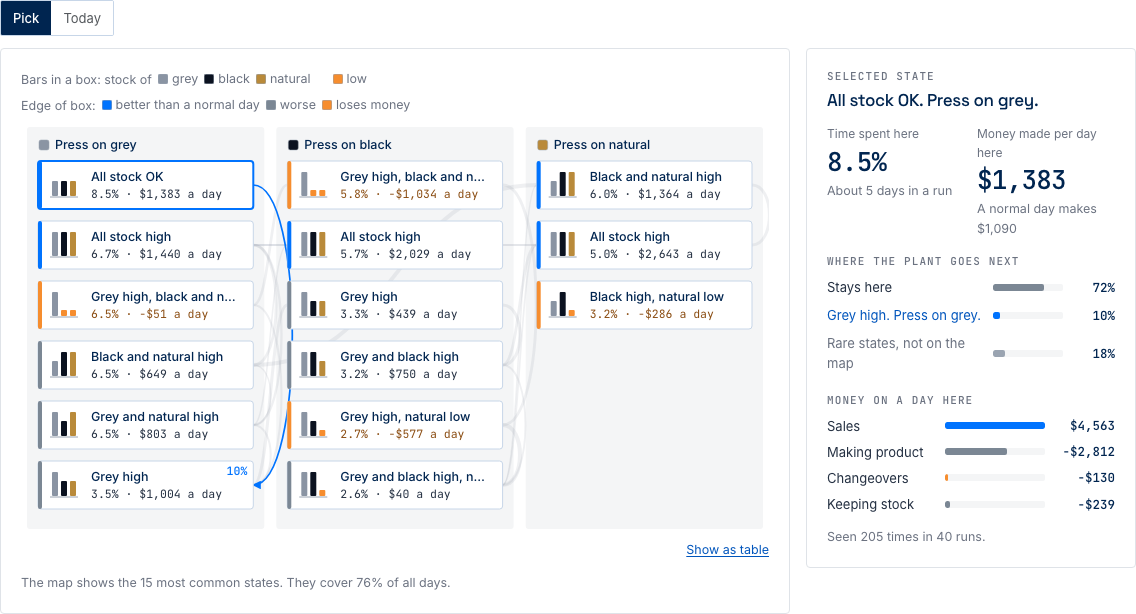 Pick Today
Bars in a box: stock of grey black natural low
Edge of box: better than a normal day worse loses money
Press on grey
All stock OK
8.5% · $1,383 a day
All stock high
6.7% · $1,440 a day
Grey high, black and n...
6.5% · -$51 a day
Black and natural high
6.5% · $649 a day
Grey and natural high
6.5% · $803 a day
Grey high
10%
3.5% · $1,004 a day
Press on black
Grey high, black and n...
5.8% · -$1,034 a day
All stock high
5.7% · $2,029 a day
Grey high
3.3% · $439 a day
Grey and black high
3.2% · $750 a day
Grey high, natural low
2.7% · -$577 a day
Grey and black high, n...
2.6% · $40 a day
Press on natural
Black and natural high
6.0% · $1,364 a day
All stock high
5.0% · $2,643 a day
Black high, natural low
3.2% · -$286 a day
Show as table
The map shows the 15 most common states. They cover 76% of all days.
SELECTED STATE
All stock OK. Press on grey.
Time spent here
8.5%
About 5 days in a run
Money made per day
here
$1,383
A normal day makes
$1,090
WHERE THE PLANT GOES NEXT
Stays here 72%
Grey high. Press on grey. 10%
Rare states, not on the
map 18%
MONEY ON A DAY HERE
Sales $4,563
Making product -$2,812
Changeovers -$130
Keeping stock -$239
Seen 205 times in 40 runs.